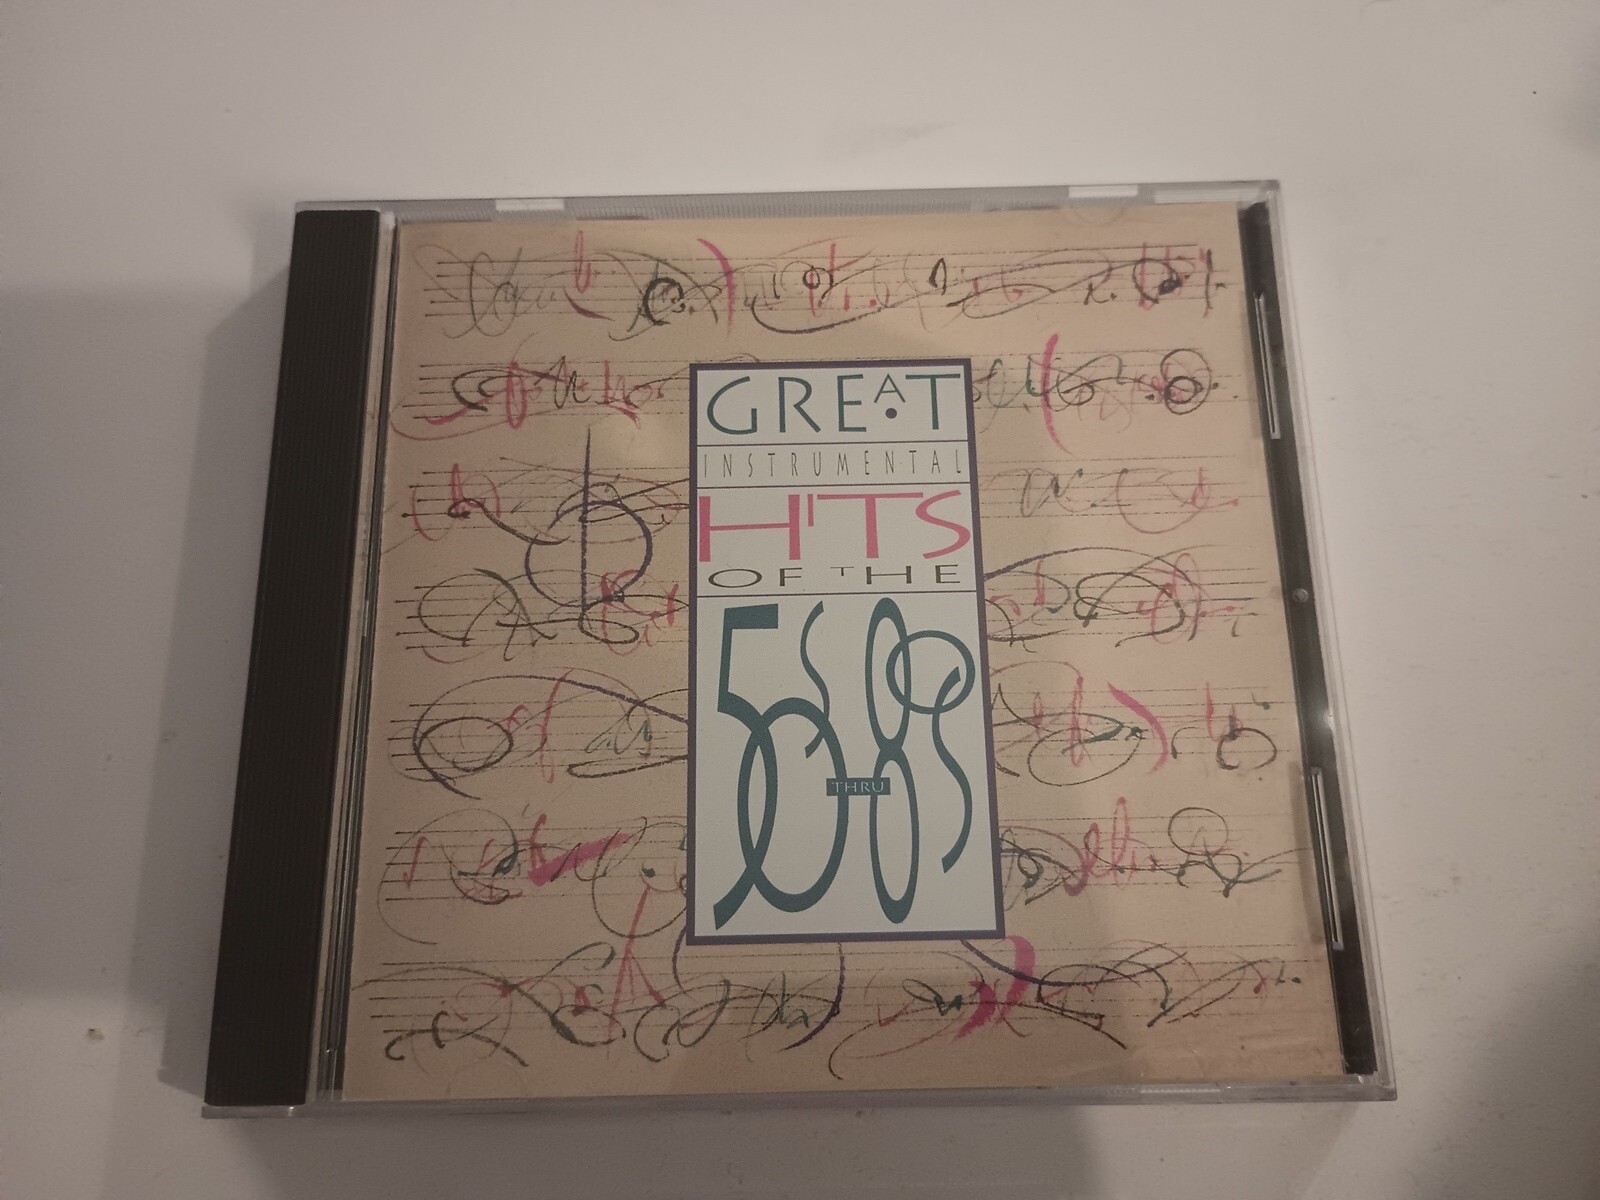 GREAT
INSTRUMENTAL
HITS
OF THE
50s THRU 80s